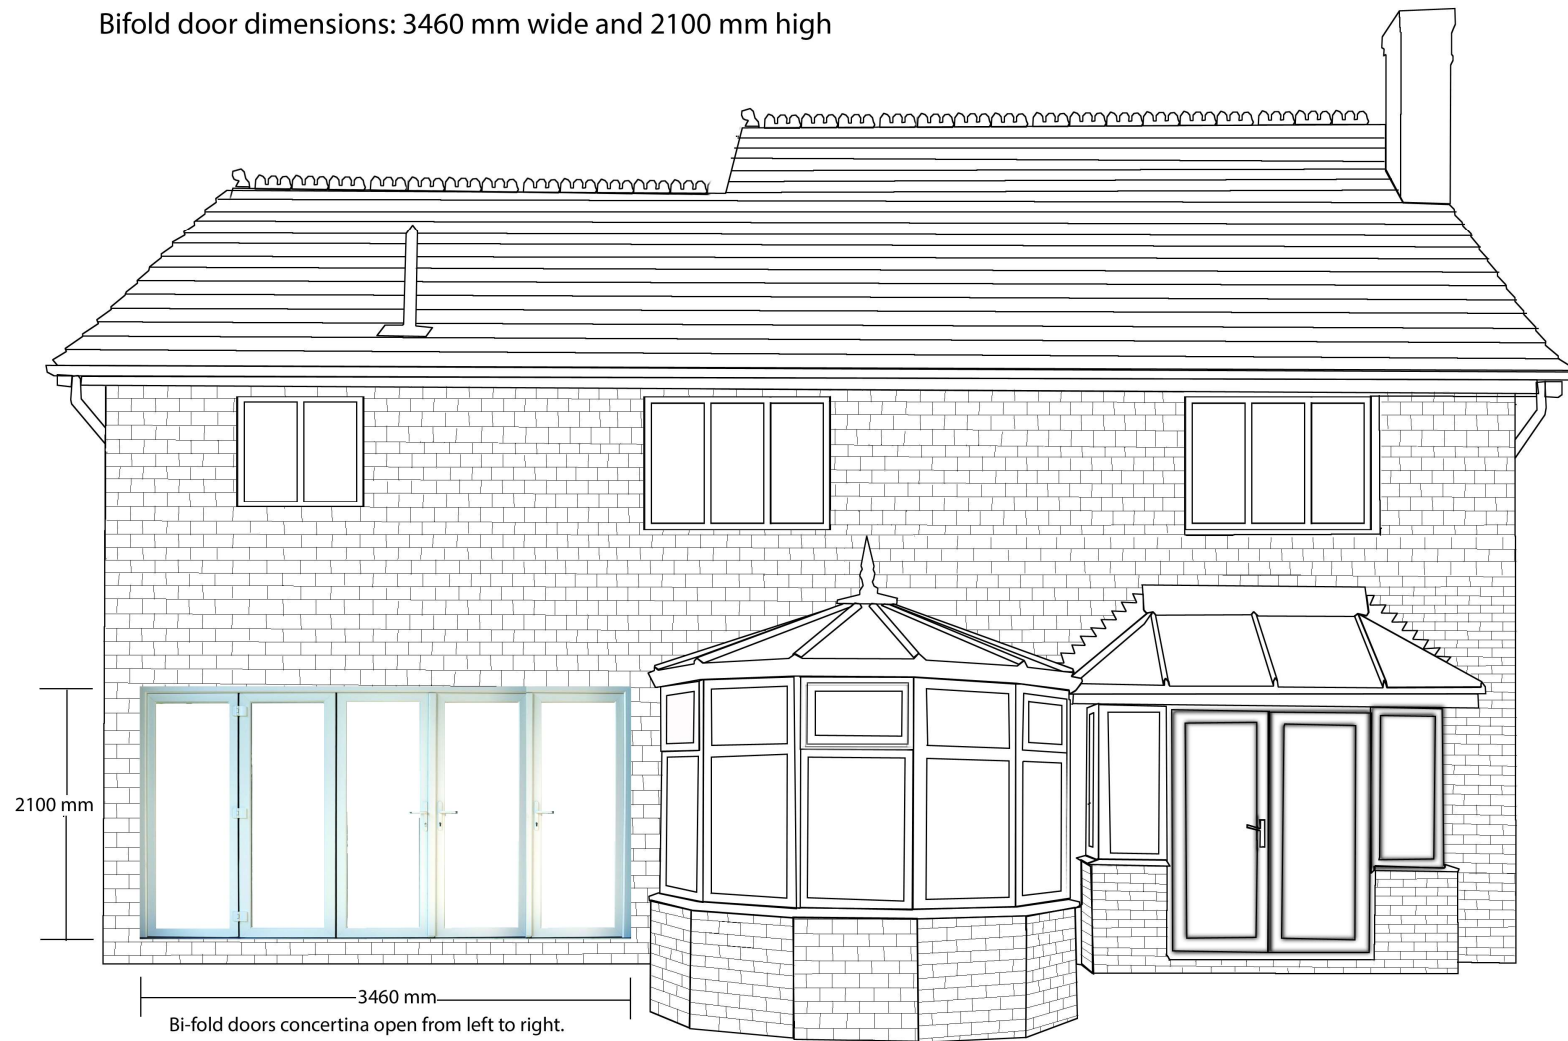 Bifold door dimensions: 3460 mm wide and 2100 mm high
2100 mm
3460 mm
Bi-fold doors concertina open from left to right.